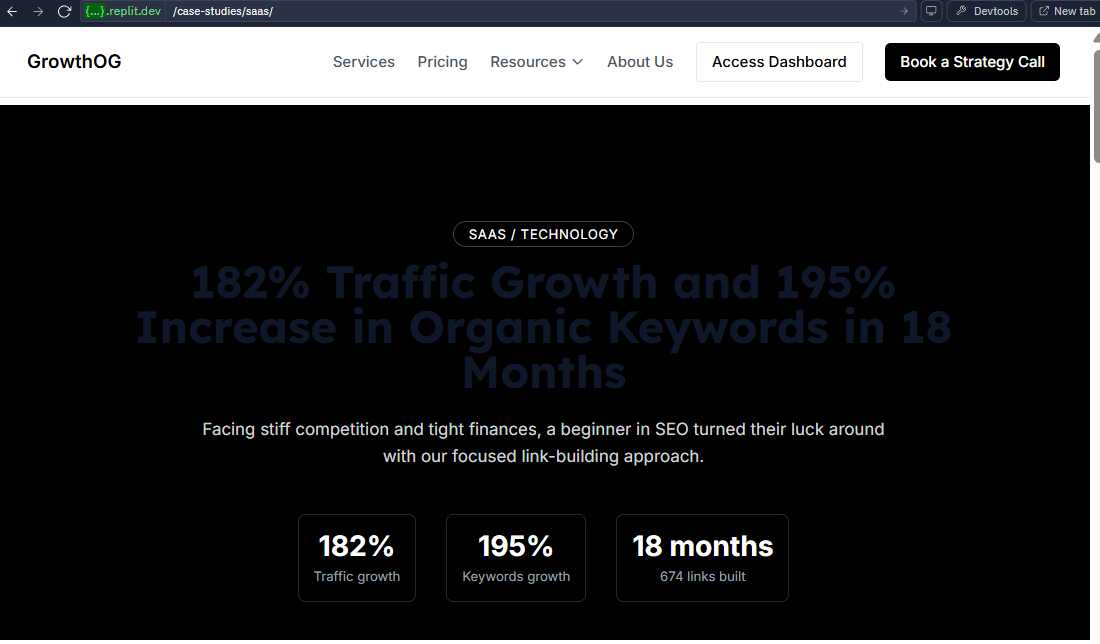 {...}.replit.dev /case-studies/saas/ Devtools New tab
GrowthOG Services Pricing Resources About Us Access Dashboard Book a Strategy Call
SAAS / TECHNOLOGY
182% Traffic Growth and 195%
Increase in Organic Keywords in 18
Months
Facing stiff competition and tight finances, a beginner in SEO turned their luck around
with our focused link-building approach.
182% 195% 18 months
Traffic growth Keywords growth 674 links built